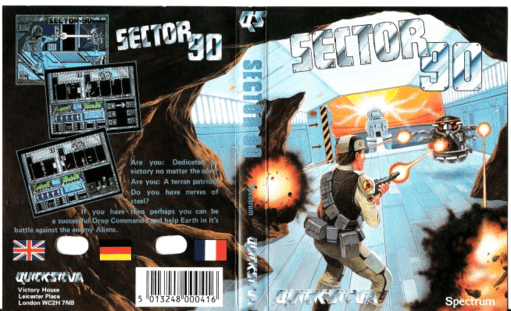 SECTOR 90
SECTOR
90
Are you: Dedicated to
victory no matter the cost?
Are you: A terran patriot?
Do you have nerves of
steel?
If you have then perhaps you can be
a successful Drop Commando and help Earth in it's
battle against the enemy Aliens.
QUICKSILVA
Victory House
Leicester Place
London WC2H 7NB
5 013248 000416
QS
SECTOR 90
Spectrum
QUICKSILVA
SECTOR
90
QUICKSILVA
Spectrum